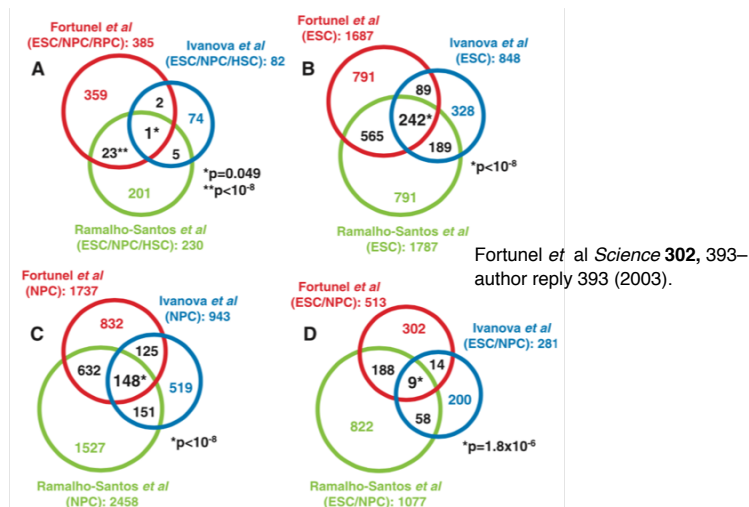 Fortunel et al
(ESC/NPC/RPC): 385
Ivanova et al
(ESC/NPC/HSC): 82
A
359
2
74
1*
23**
5
201
*p=0.049
**p<10-8
Ramalho-Santos et al
(ESC/NPC/HSC): 230
Fortunel et al
(ESC): 1687
Ivanova et al
(ESC): 848
B
791
89
328
242*
565
189
*p<10-8
791
Ramalho-Santos et al
(ESC): 1787
Fortunel et al Science 302, 393–
author reply 393 (2003).
Fortunel et al
(NPC): 1737
Ivanova et al
(NPC): 943
C
832
125
632
148*
519
151
*p<10-8
1527
Ramalho-Santos et al
(NPC): 2458
Fortunel et al
(ESC/NPC): 513
Ivanova et al
(ESC/NPC): 281
D
302
14
188
9*
200
58
822
*p=1.8x10-6
Ramalho-Santos et al
(ESC/NPC): 1077